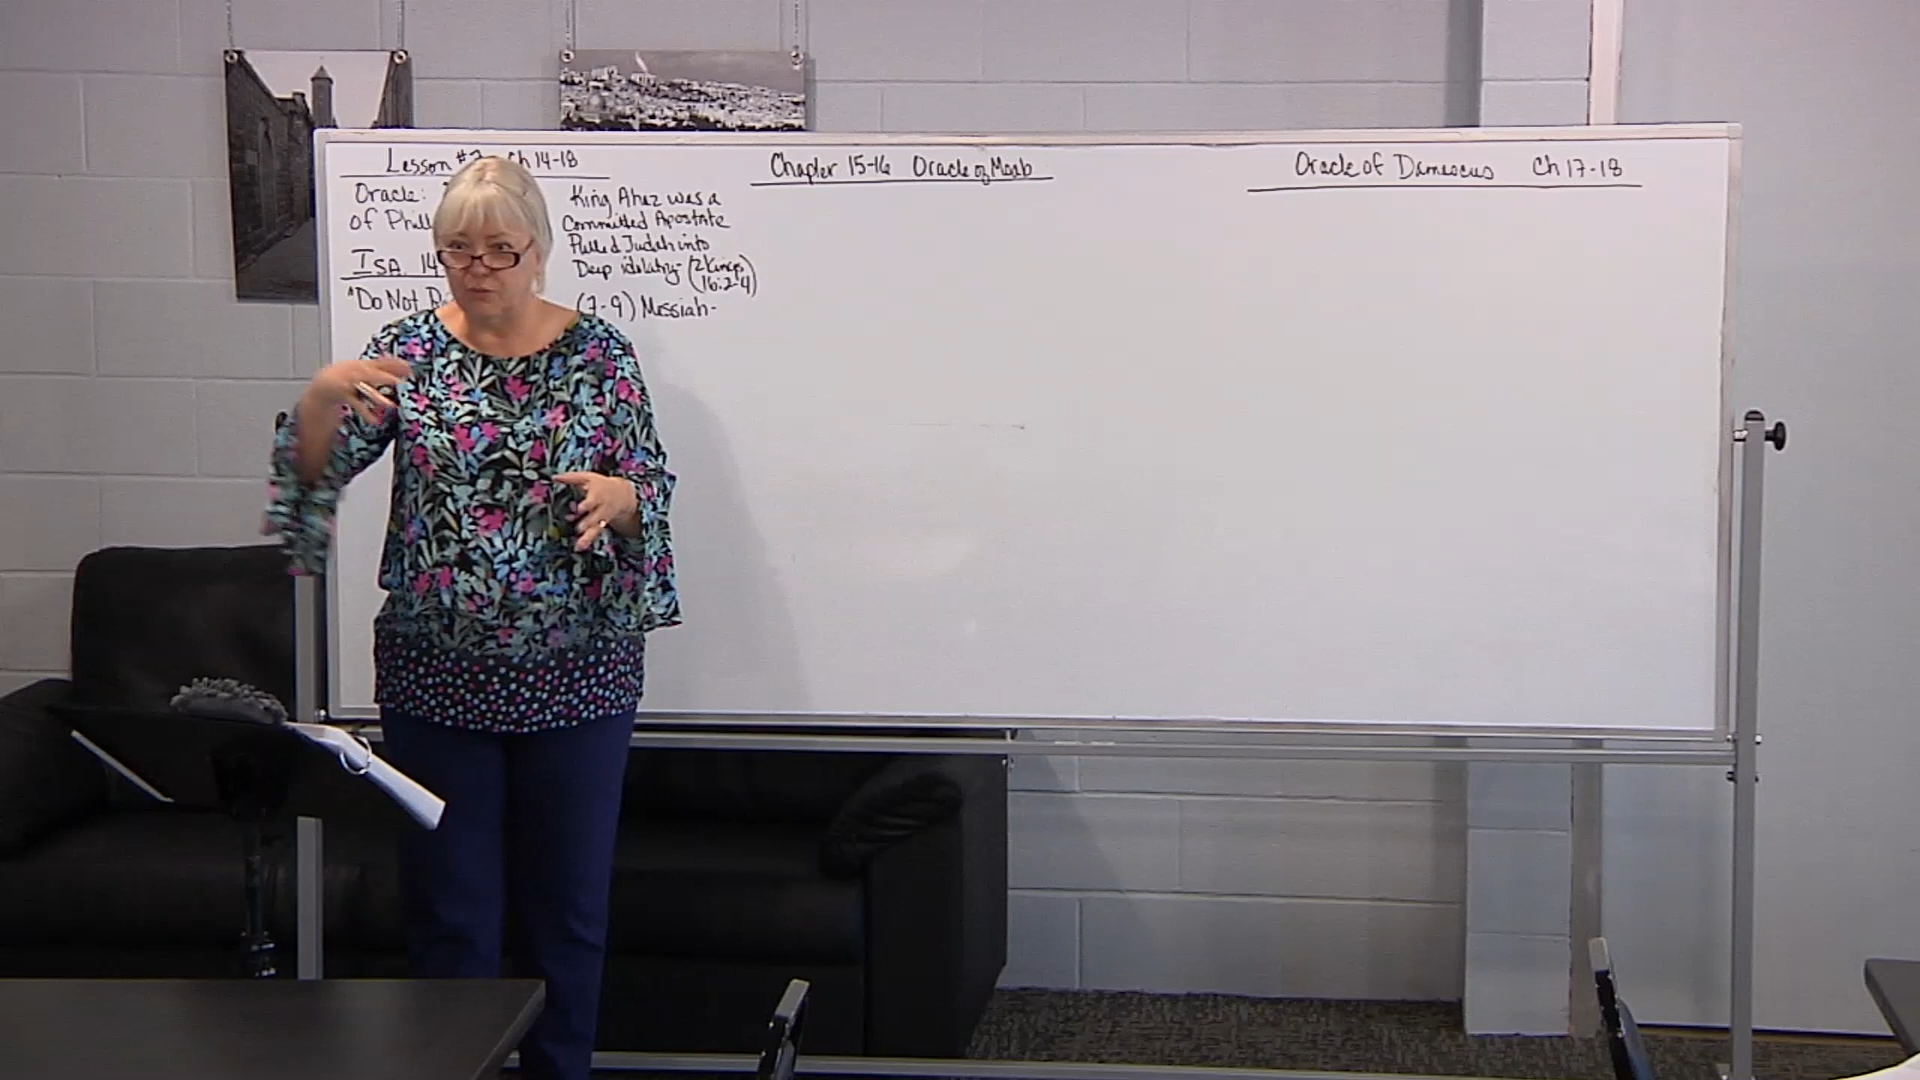 Lesson # Ch 14-18
Oracle:
of Phil
ISA. 14
"Do Not R
King Ahaz was a
Committed Apostate
Pulled Judah into
Deep idolatry- (2 Kings
16:2-4)
(7-9) Messiah-
Chapter 15-16 Oracle of Moab
Oracle of Damascus Ch 17-18